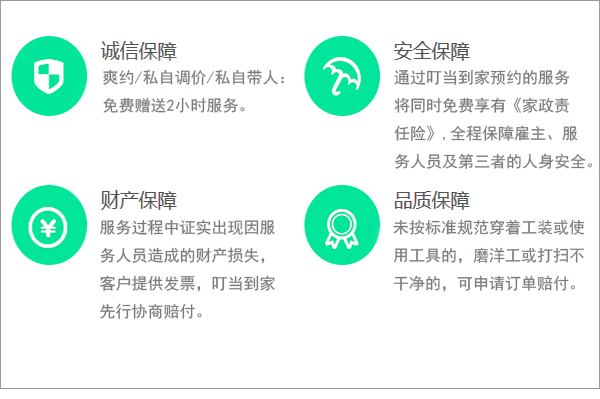 诚信保障
爽约/私自调价/私自带人：
免费赠送2小时服务。
安全保障
通过叮当到家预约的服务
将同时免费享有《家政责
任险》,全程保障雇主、服
务人员及第三者的人身安全。
财产保障
服务过程中证实出现因服
务人员造成的财产损失，
客户提供发票，叮当到家
先行协商赔付。
品质保障
未按标准规范穿着工装或使
用工具的，磨洋工或打扫不
干净的，可申请订单赔付。